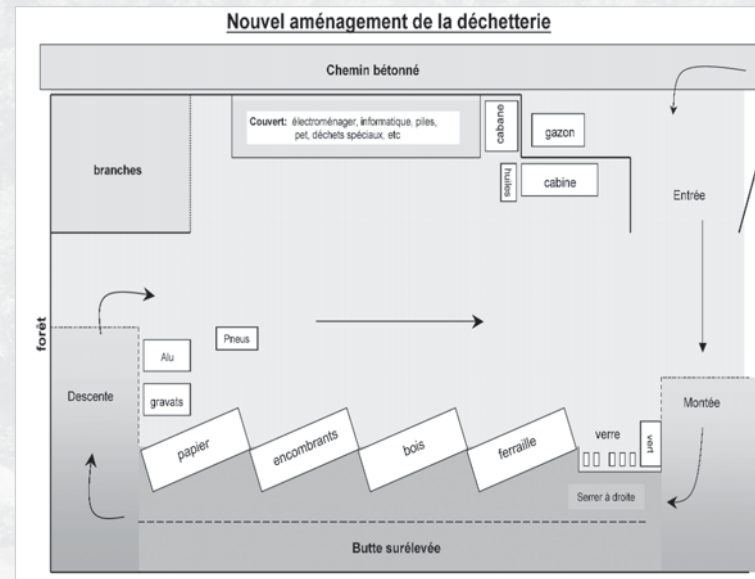 Nouvel aménagement de la déchetterie
Chemin bétonné
Couvert: électroménager, informatique, piles,
pet, déchets spéciaux, etc
cabane
gazon
branches
huiles
cabine
Entrée
forêt
Pneus
Alu
Descente
gravats
Montée
papier
encombrants
bois
ferraille
verre
vert
Serrer à droite
Butte surélevée